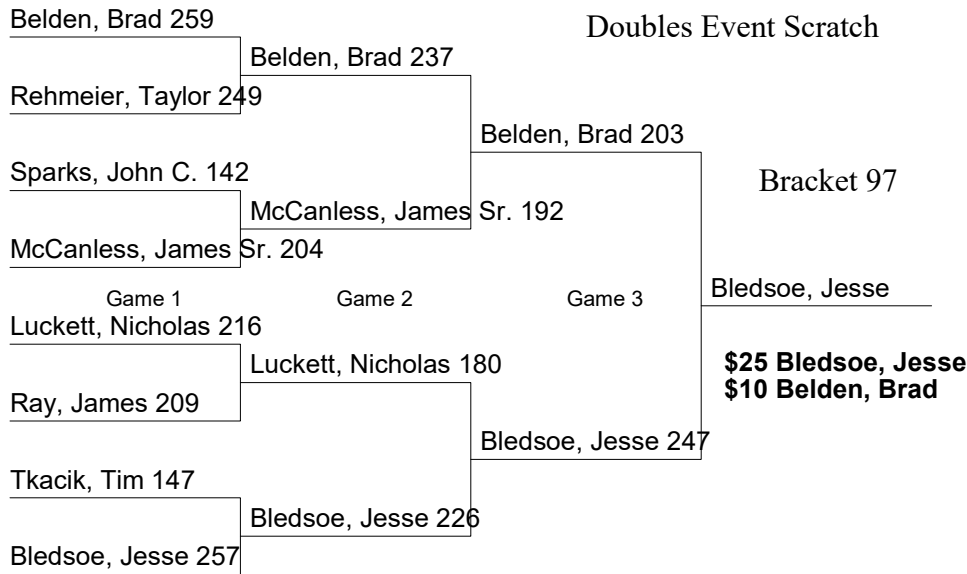 Belden, Brad 259
Doubles Event Scratch
Belden, Brad 237
Rehmeier, Taylor 249
Belden, Brad 203
Sparks, John C. 142
Bracket 97
McCanless, James Sr. 192
McCanless, James Sr. 204
Game 1
Game 2
Game 3
Bledsoe, Jesse
Luckett, Nicholas 216
Luckett, Nicholas 180
$25 Bledsoe, Jesse
$10 Belden, Brad
Ray, James 209
Bledsoe, Jesse 247
Tkacik, Tim 147
Bledsoe, Jesse 226
Bledsoe, Jesse 257